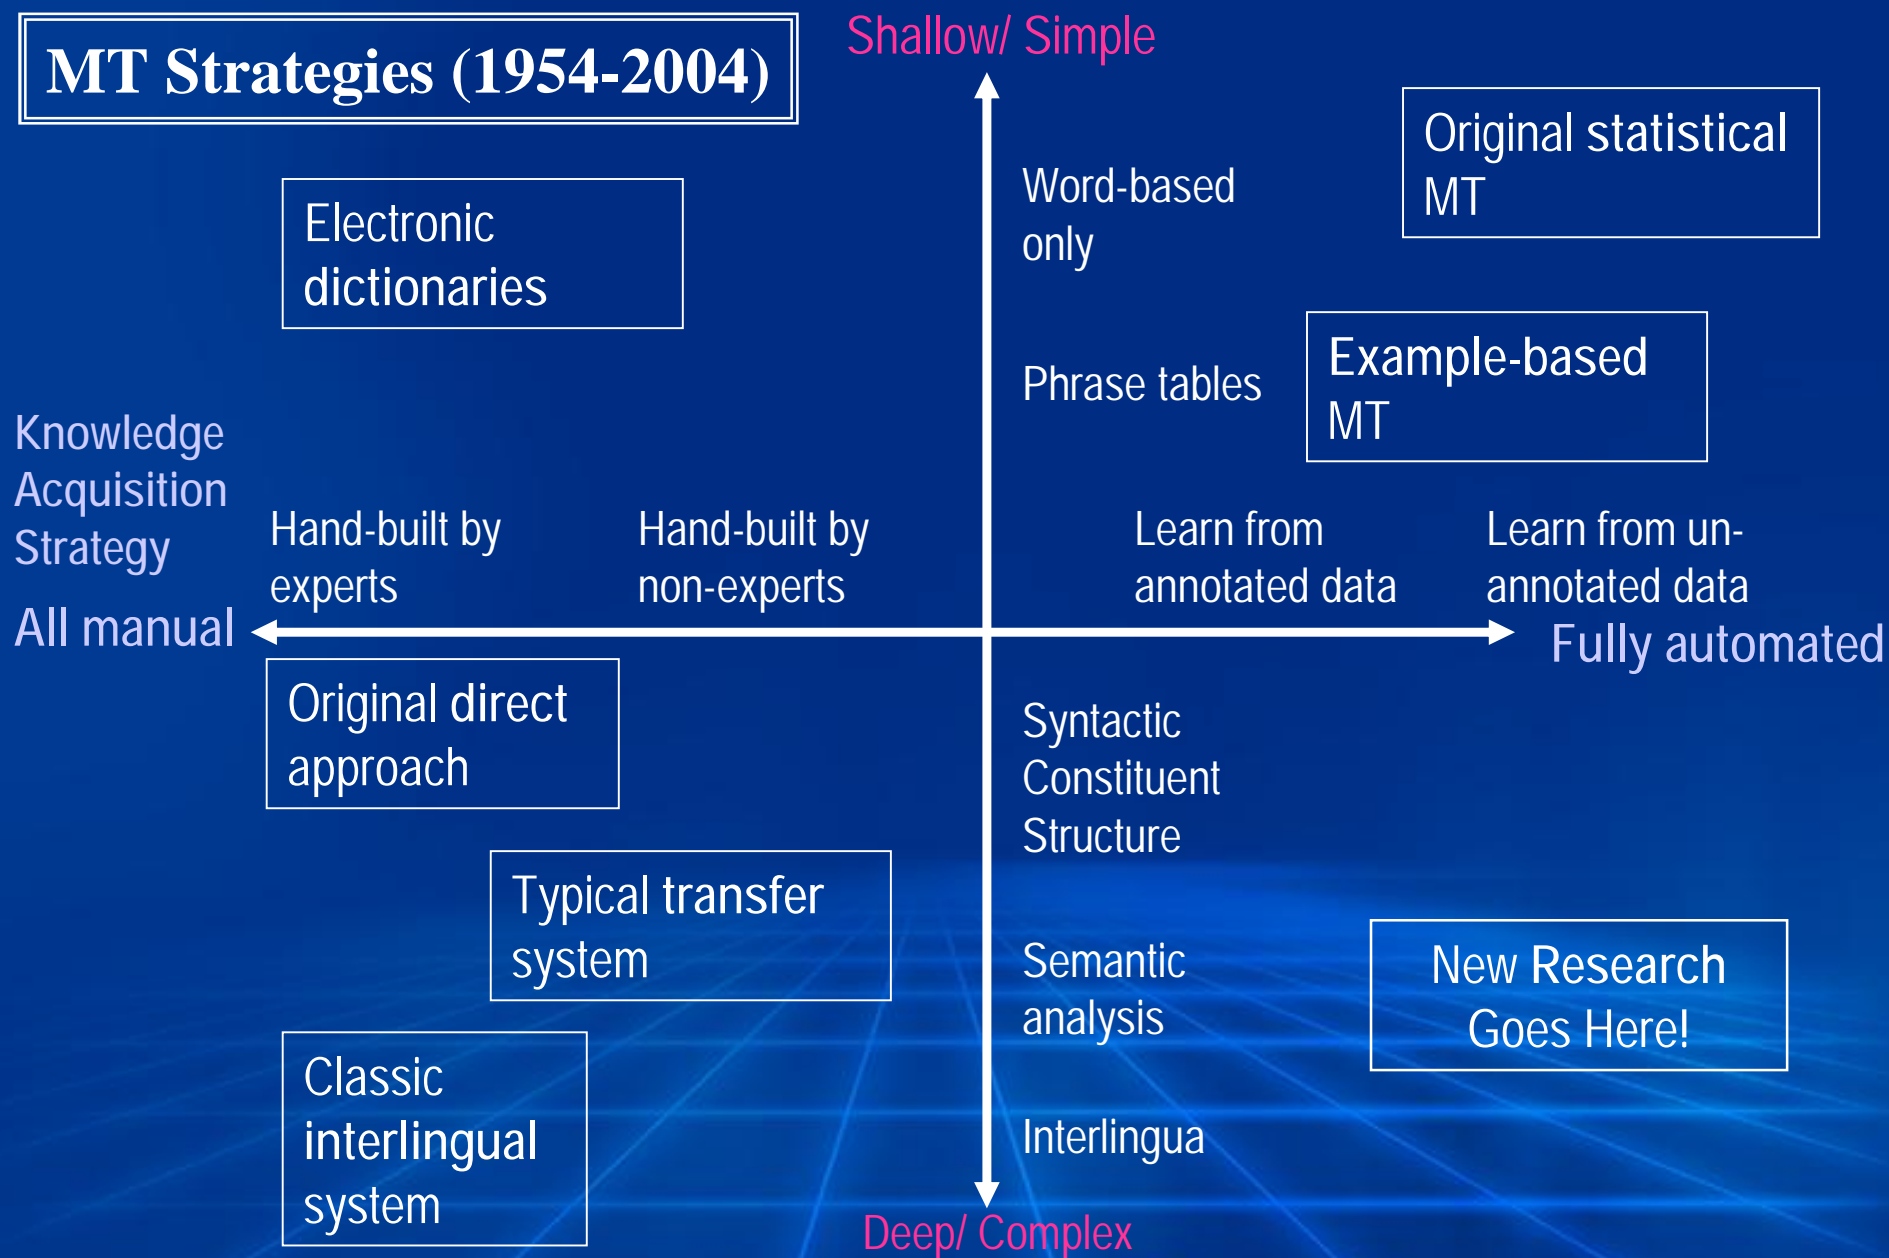 MT Strategies (1954-2004)
Shallow/ Simple
Original statistical
MT
Word-based
only
Electronic
dictionaries
Example-based
MT
Phrase tables
Knowledge
Acquisition
Strategy
Hand-built by
experts
Hand-built by
non-experts
Learn from
annotated data
Learn from un-
annotated data
All manual
Fully automated
Original direct
approach
Syntactic
Constituent
Structure
Typical transfer
system
Semantic
analysis
New Research
Goes Here!
Classic
interlingual
system
Interlingua
Deep/ Complex